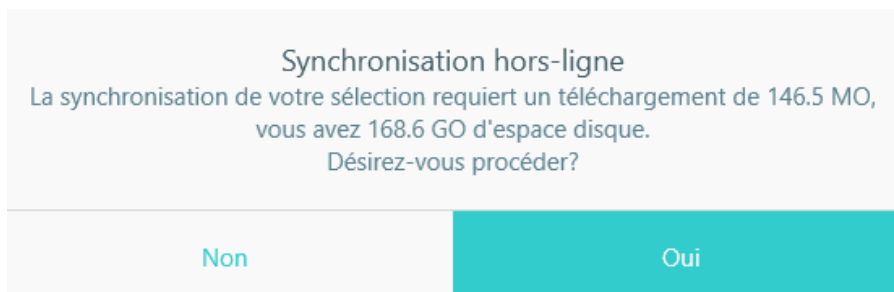 Synchronisation hors-ligne
La synchronisation de votre sélection requiert un téléchargement de 146.5 MO,
vous avez 168.6 GO d'espace disque.
Désirez-vous procéder?
Non
Oui